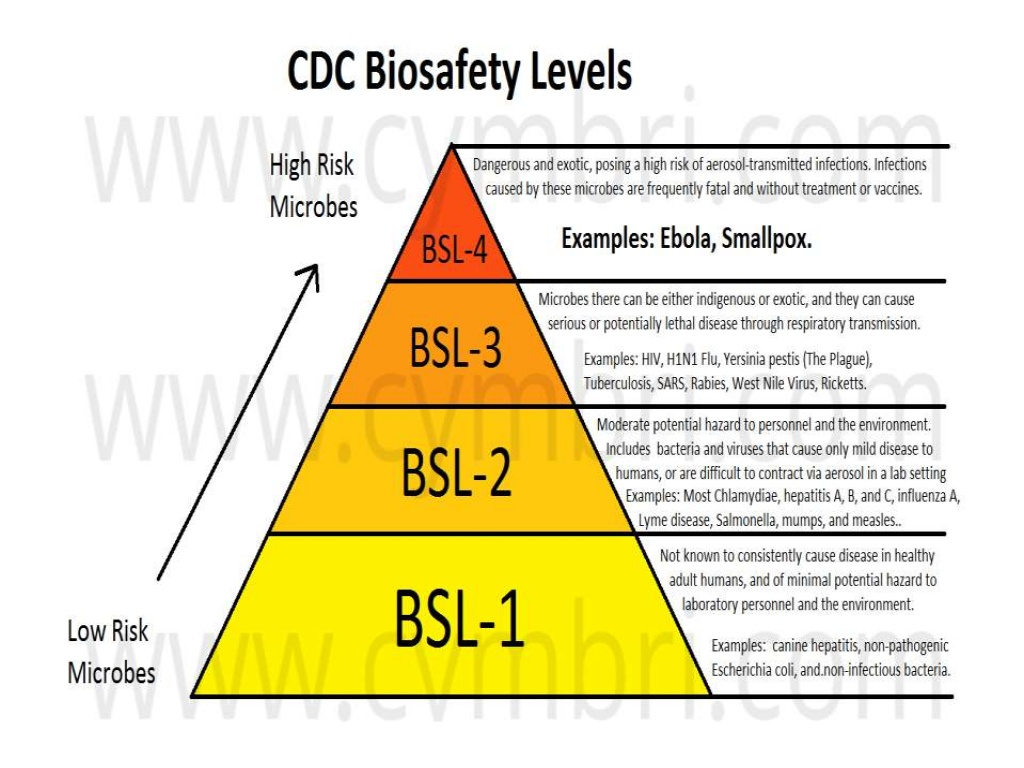 CDC Biosafety Levels
www.cymbri.com
High Risk
Microbes
Dangerous and exotic, posing a high risk of aerosol-transmitted infections. Infections
caused by these microbes are frequently fatal and without treatment or vaccines.
Examples: Ebola, Smallpox.
BSL-4
Microbes there can be either indigenous or exotic, and they can cause
serious or potentially lethal disease through respiratory transmission.
BSL-3
Examples: HIV, H1N1 Flu, Yersinia pestis (The Plague),
Tuberculosis, SARS, Rabies, West Nile Virus, Ricketts.
www.cymbri.com
Moderate potential hazard to personnel and the environment.
Includes bacteria and viruses that cause only mild disease to
humans, or are difficult to contract via aerosol in a lab setting
BSL-2
Examples: Most Chlamydiae, hepatitis A, B, and C, influenza A,
Lyme disease, Salmonella, mumps, and measles..
Not known to consistently cause disease in healthy
adult humans, and of minimal potential hazard to
laboratory personnel and the environment.
BSL-1
Low Risk
Microbes
Examples: canine hepatitis, non-pathogenic
Escherichia coli, and.non-infectious bacteria.
www.cymbri.com